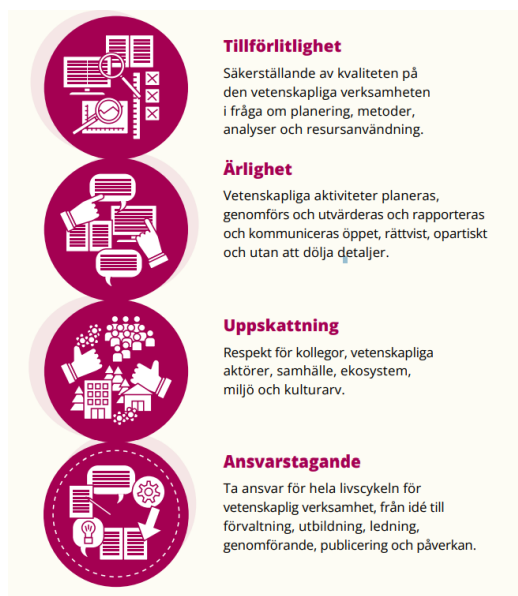 Tillförlitlighet
Säkerställande av kvaliteten på
den vetenskapliga verksamheten
i fråga om planering, metoder,
analyser och resursanvändning.
Ärlighet
Vetenskapliga aktiviteter planeras,
genomförs och utvärderas och rapporteras
och kommuniceras öppet, rättvist, opartiskt
och utan att dölja detaljer.
Uppskattning
Respekt för kollegor, vetenskapliga
aktörer, samhälle, ekosystem,
miljö och kulturarv.
Ansvarstagande
Ta ansvar för hela livscykeln för
vetenskaplig verksamhet, från idé till
förvaltning, utbildning, ledning,
genomförande, publicering och påverkan.